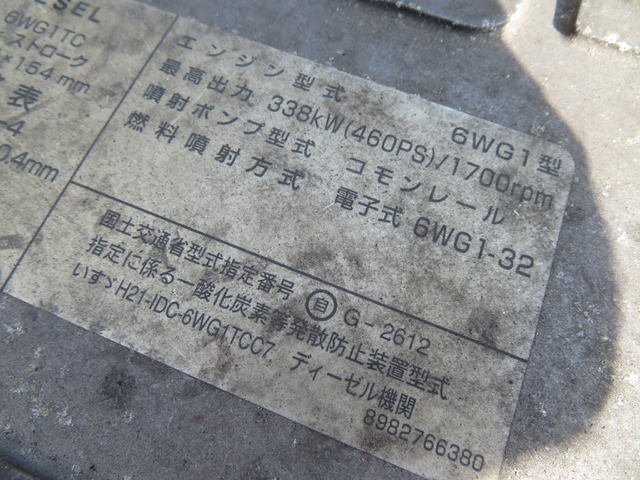 ESEL
6WG1TC
ストローク
×154mm
表
-4
0.4mm
エンジン型式 6WG1型
最高出力 338kW(460PS)/1700rpm
噴射ポンプ型式 コモンレール
燃料噴射方式 電子式 6WG1-32
国土交通省型式指定番号 自 G-2612
指定に係る一酸化炭素等発散防止装置型式
いすゞH21-IDC-6WG1TCC7 ディーゼル機関
8982766380